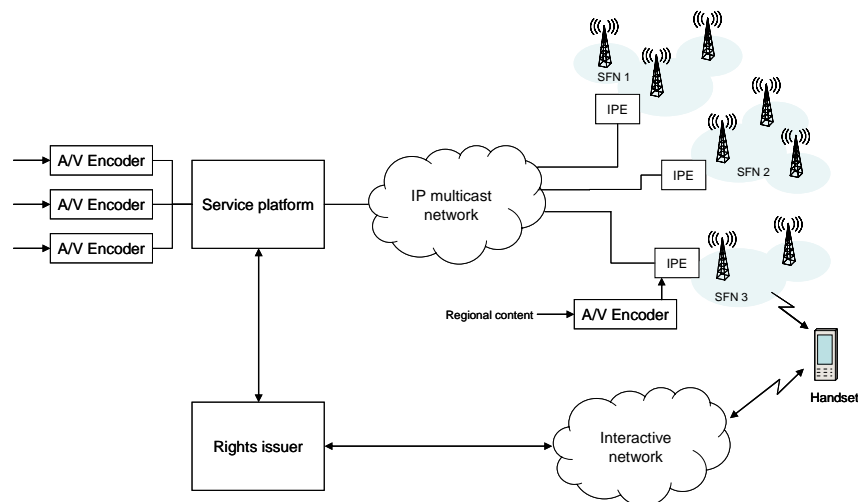 SFN 1
IPE
A/V Encoder
A/V Encoder
A/V Encoder
Service platform
IP multicast
network
IPE
SFN 2
IPE
SFN 3
Regional content
A/V Encoder
Handset
Rights issuer
Interactive
network